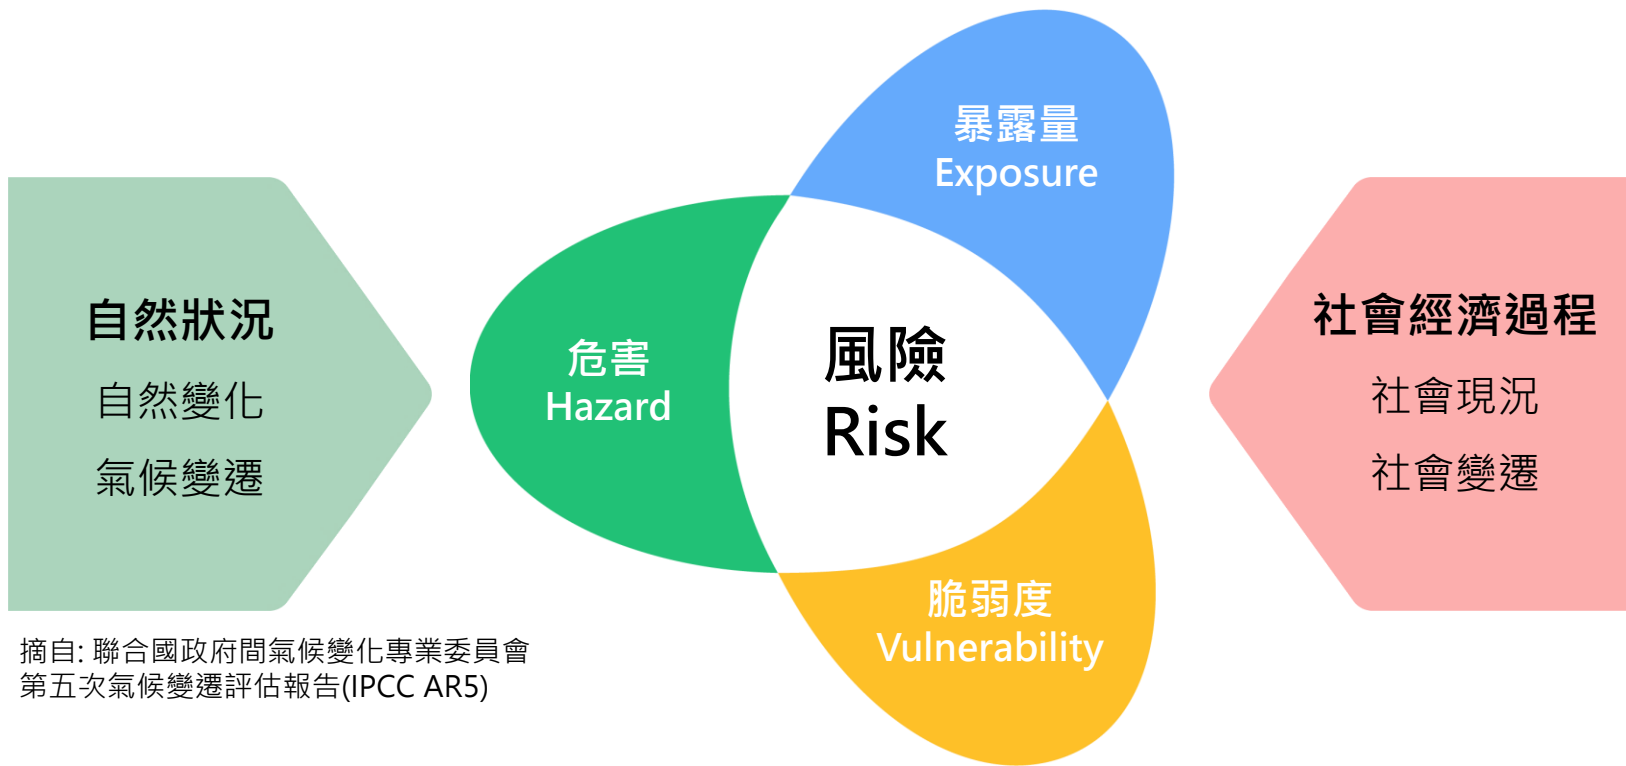 自然狀況
自然變化
氣候變遷
暴露量
Exposure
危害
Hazard
風險
Risk
脆弱度
Vulnerability
社會經濟過程
社會現況
社會變遷
摘自: 聯合國政府間氣候變化專業委員會
第五次氣候變遷評估報告(IPCC AR5)